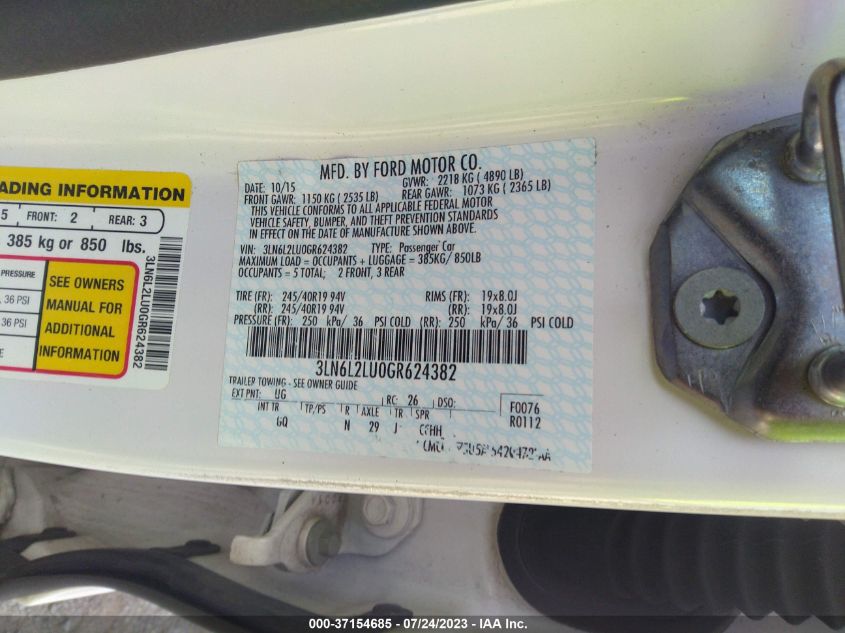 ADING INFORMATION
5 FRONT: 2 REAR: 3
385 kg or 850 lbs.
PRESSURE
, 36 PSI
36 PSI
E
SEE OWNERS
MANUAL FOR
ADDITIONAL
INFORMATION
3LN6L2LU0GR624382
MFD. BY FORD MOTOR CO.
DATE: 10/15 GVWR: 2218 KG ( 4890 LB)
FRONT GAWR: 1150 KG ( 2535 LB) REAR GAWR: 1073 KG ( 2365 LB)
THIS VEHICLE CONFORMS TO ALL APPLICABLE FEDERAL MOTOR
VEHICLE SAFETY, BUMPER, AND THEFT PREVENTION STANDARDS
IN EFFECT ON THE DATE OF MANUFACTURE SHOWN ABOVE.
VIN: 3LN6L2LU0GR624382 TYPE: Passenger Car
MAXIMUM LOAD = OCCUPANTS + LUGGAGE = 385KG/ 850LB
OCCUPANTS = 5 TOTAL; 2 FRONT, 3 REAR
TIRE (FR): 245/40R19 94V RIMS (FR): 19x8.0J
(RR): 245/40R19 94V (RR): 19x8.0J
PRESSURE (FR): 250 kPa/ 36 PSI COLD (RR): 250 kPa/ 36 PSI COLD
3LN6L2LU0GR624382
TRAILER TOWING - SEE OWNER GUIDE
EXT PNT: UG RC: 26 DSO: F0076
INT TR TP/PS R AXLE TR SPR R0112
GQ N 29 J
000-37154685 - 07/24/2023 - IAA Inc.